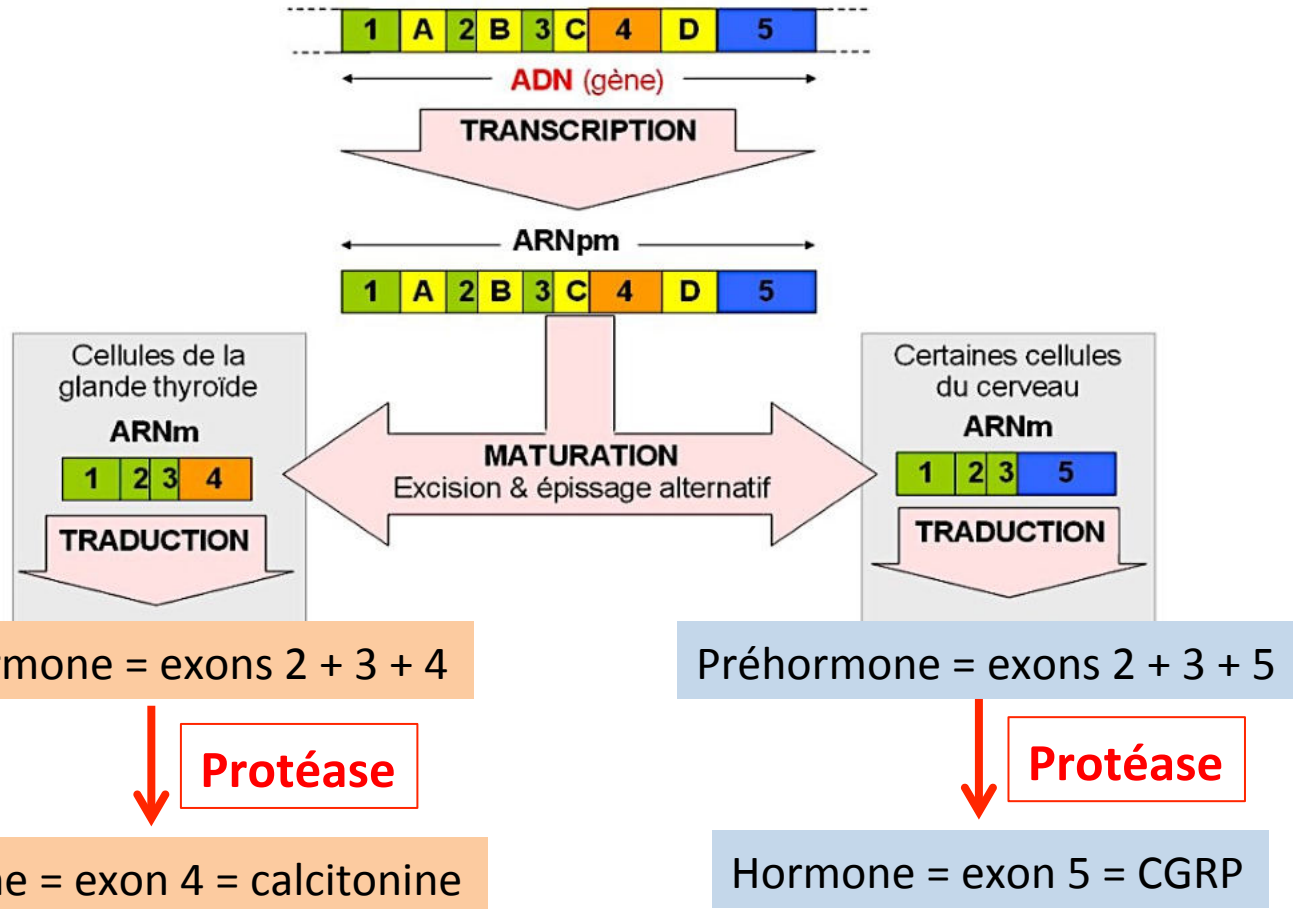 1 A 2 B 3 C 4 D 5
ADN (gène)
TRANSCRIPTION
ARNpm
1 A 2 B 3 C 4 D 5
Cellules de la
glande thyroïde
ARNm
1 2 3 4
TRADUCTION
MATURATION
Excision & épissage alternatif
Certaines cellules
du cerveau
ARNm
1 2 3 5
TRADUCTION
= exons 2 + 3 + 4
Protéase
= exon 4 = calcitonine
Préhormone = exons 2 + 3 + 5
Protéase
Hormone = exon 5 = CGRP